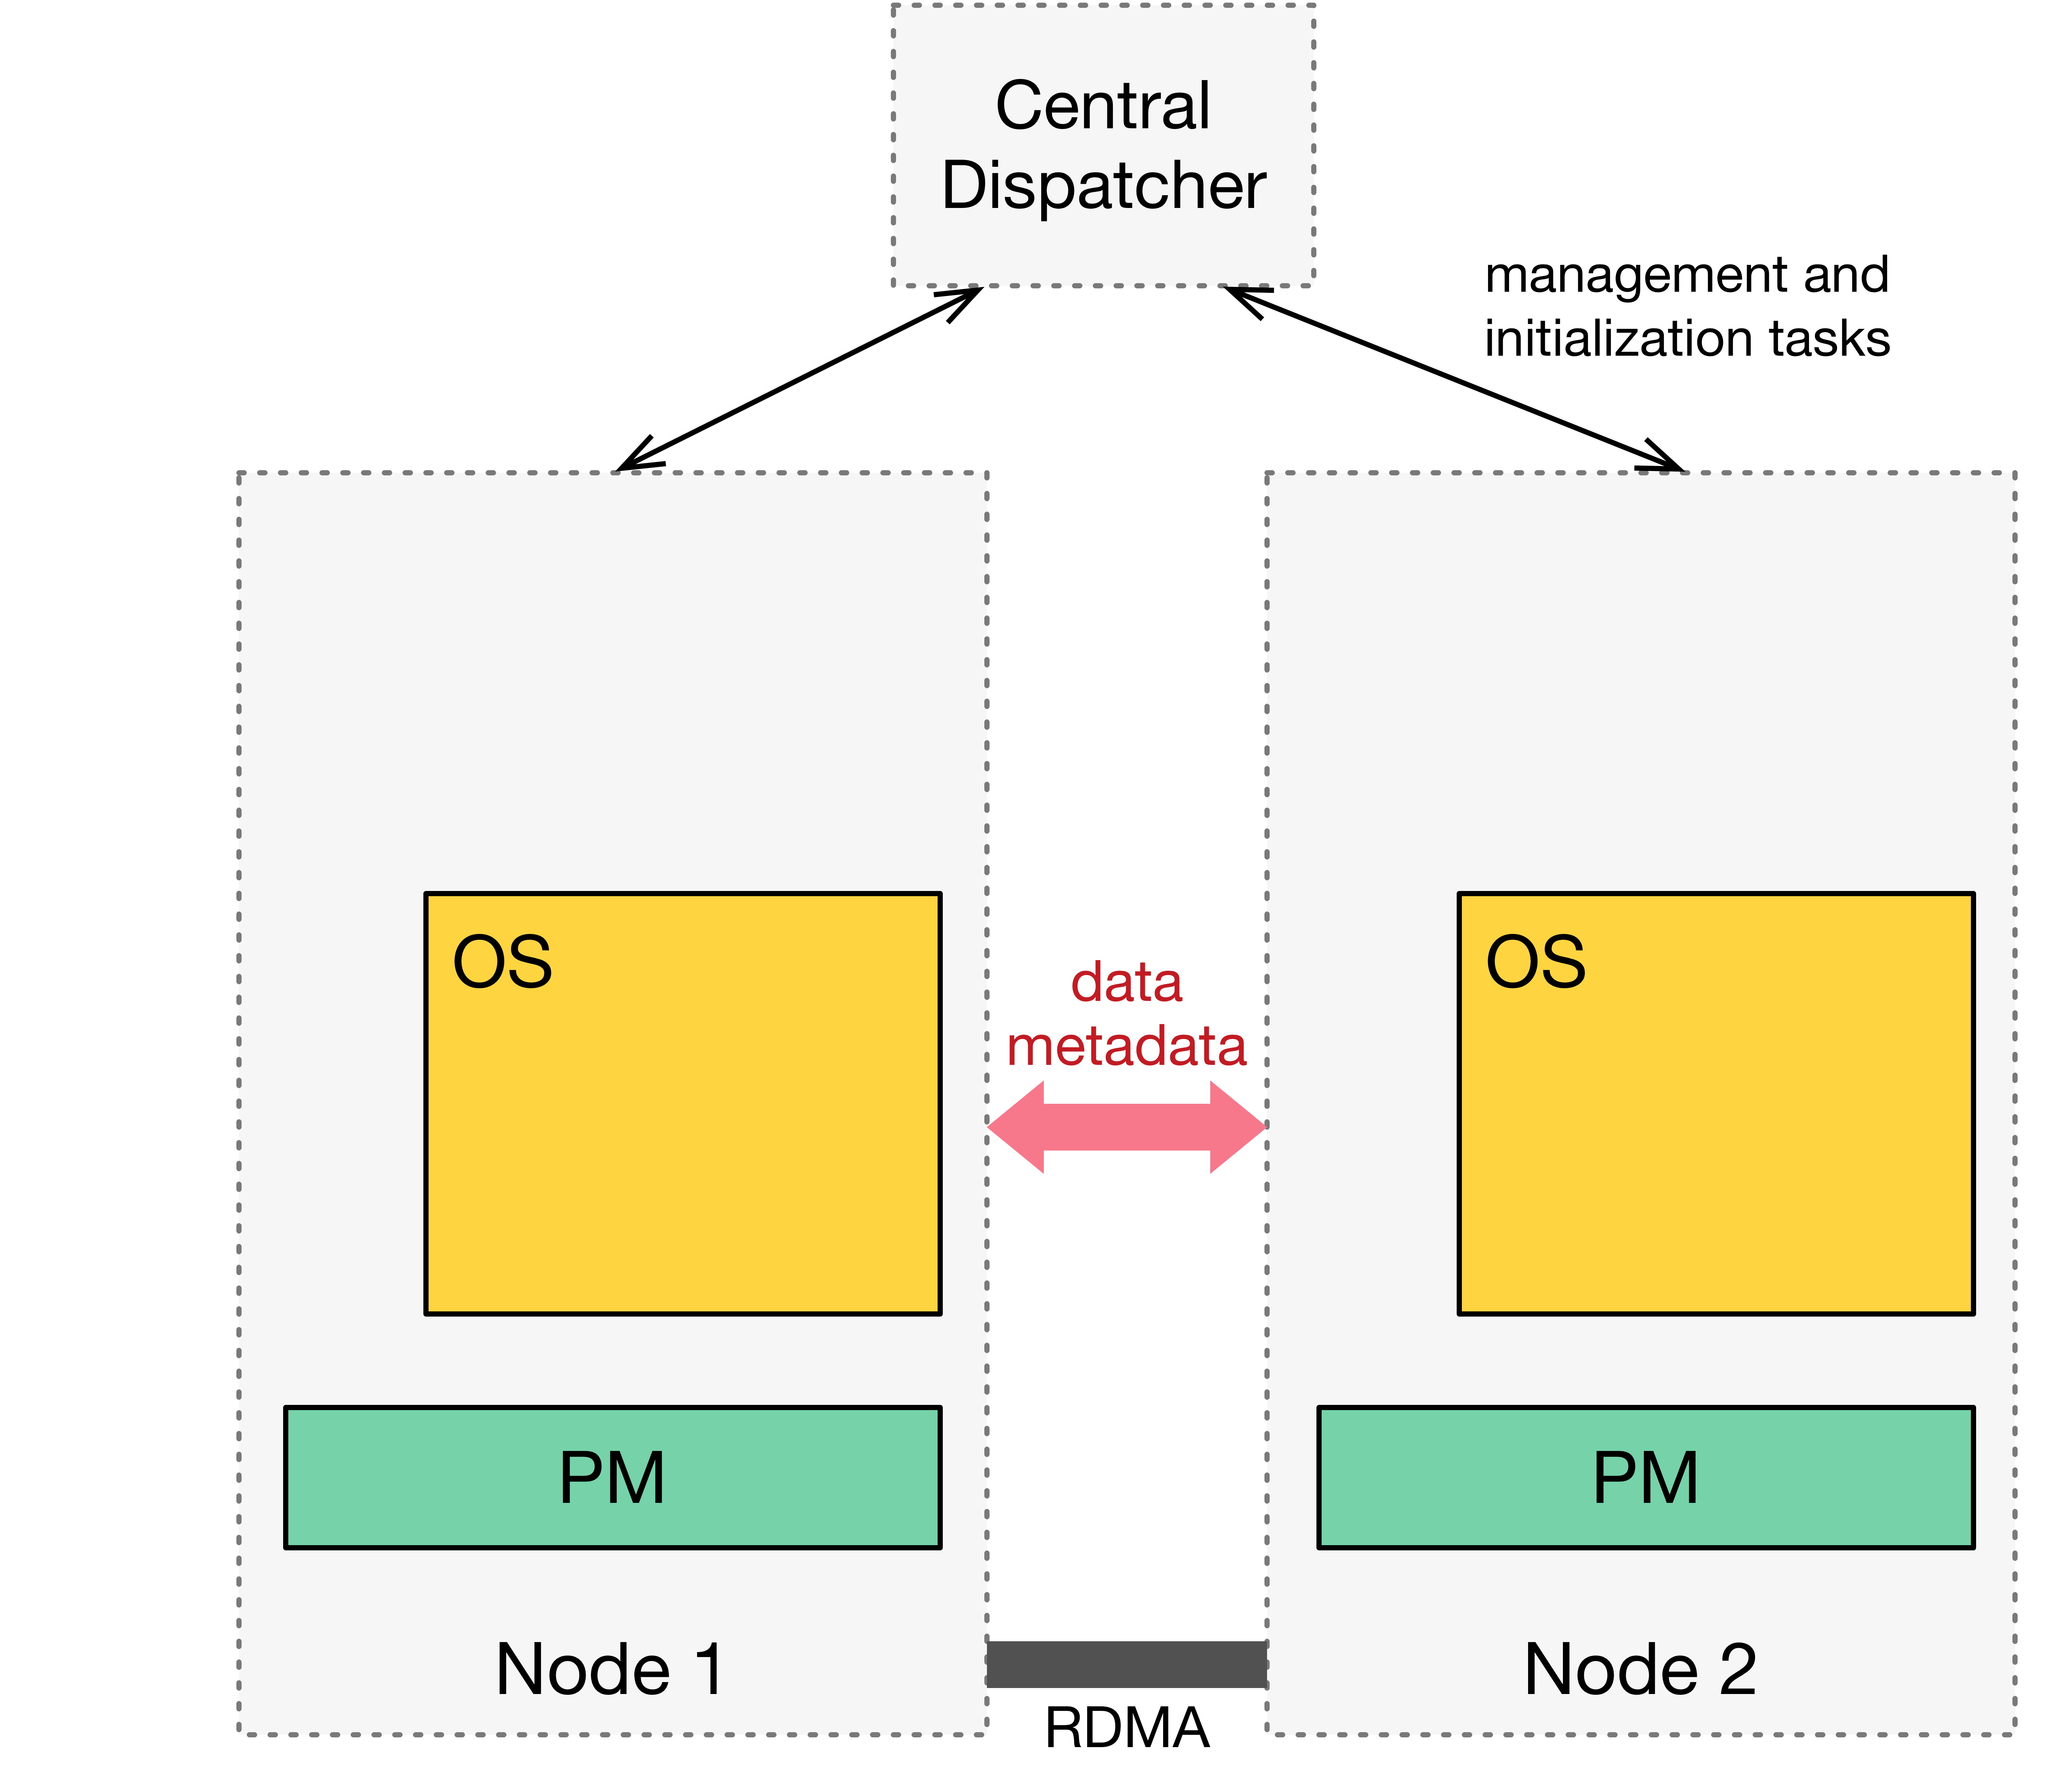 Central
Dispatcher
management and
initialization tasks
OS
data
metadata
OS
PM
PM
Node 1
RDMA
Node 2